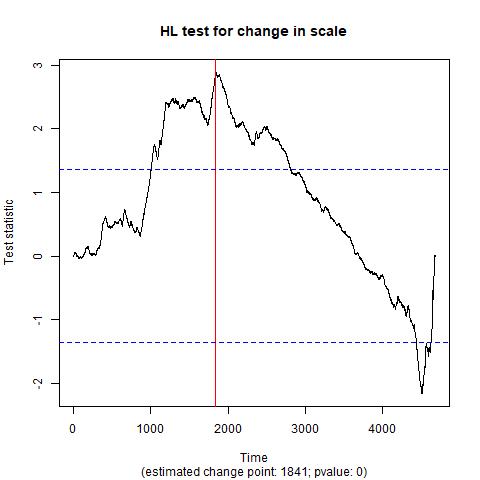 HL test for change in scale
Test statistic
3
2
1
0
-1
-2
0 1000 2000 3000 4000
Time
(estimated change point: 1841; pvalue: 0)